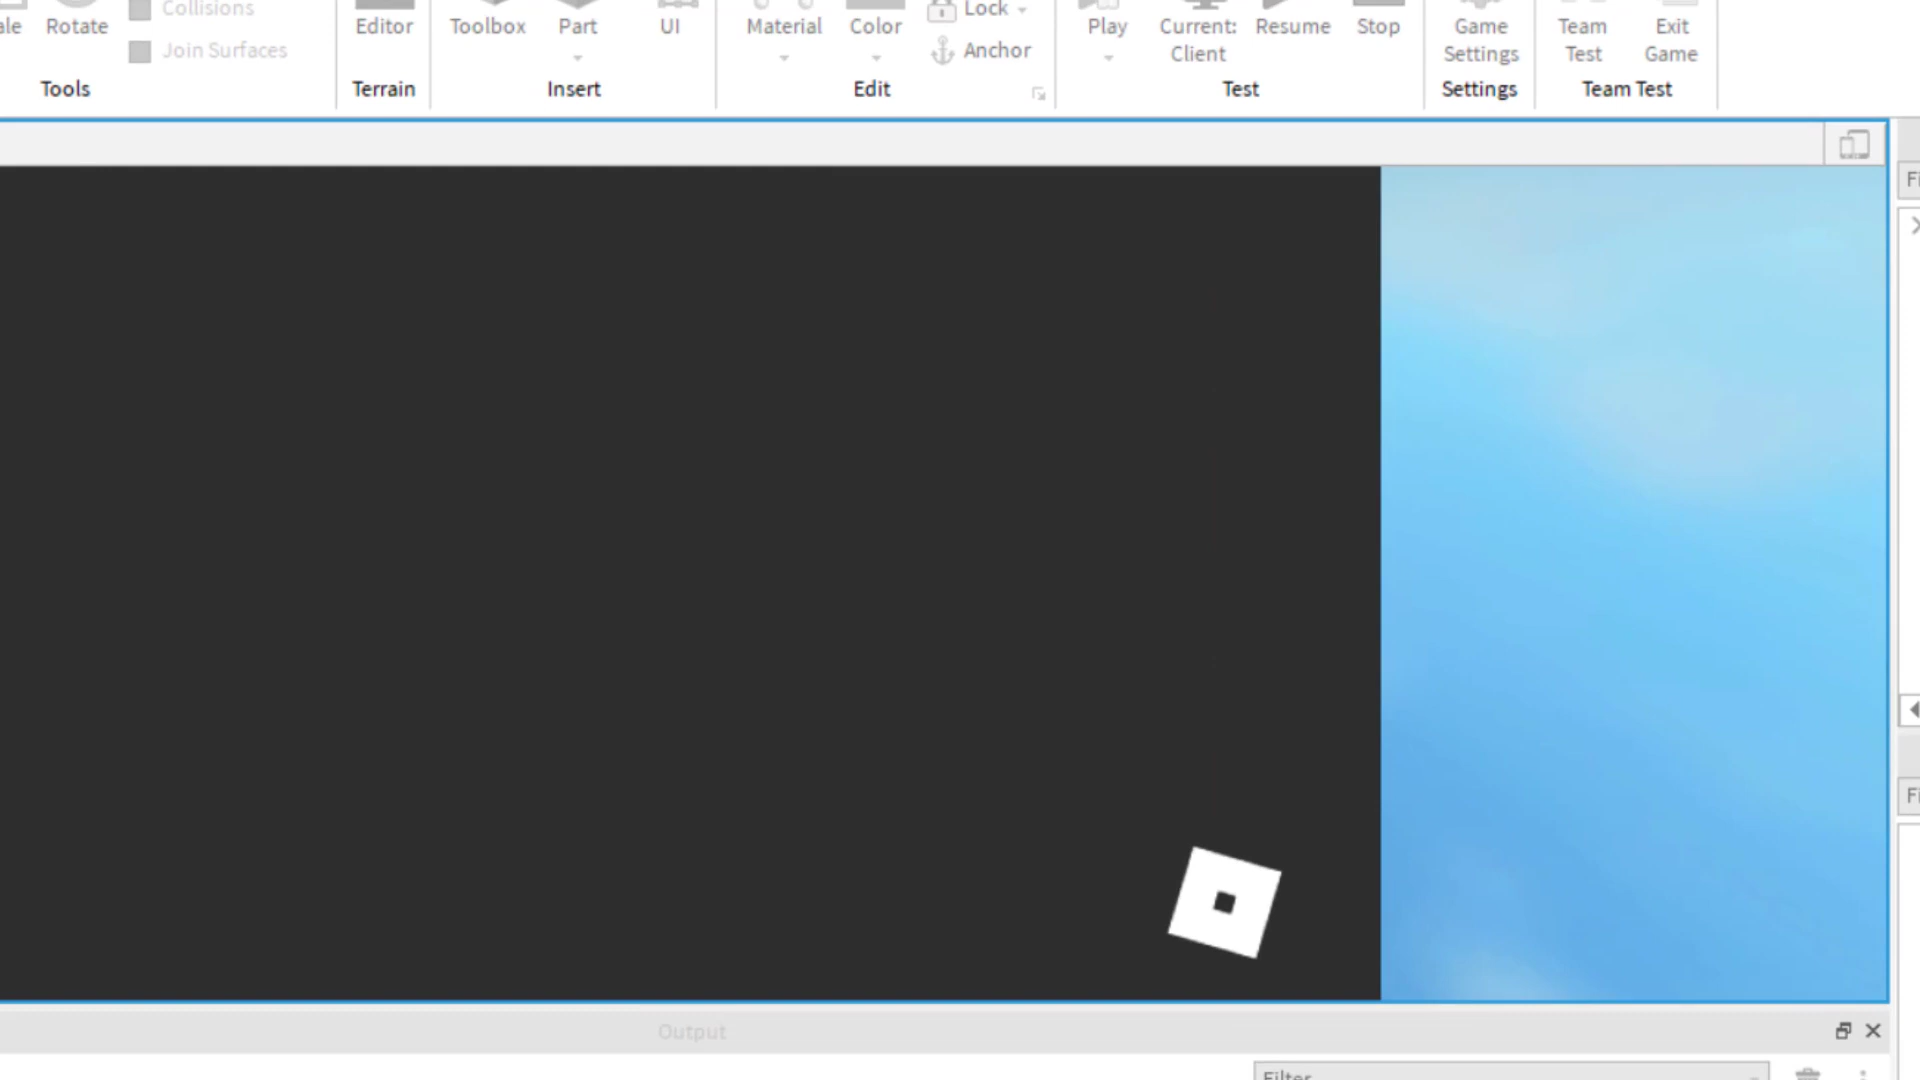 Collisions
Rotate
Join Surfaces
Tools
Editor
Terrain
Toolbox Part UI
Insert
Material Color Lock
Anchor
Edit
Play Current: Client Resume Stop
Test
Game Settings
Settings
Team Test Exit Game
Team Test
Output
Filter